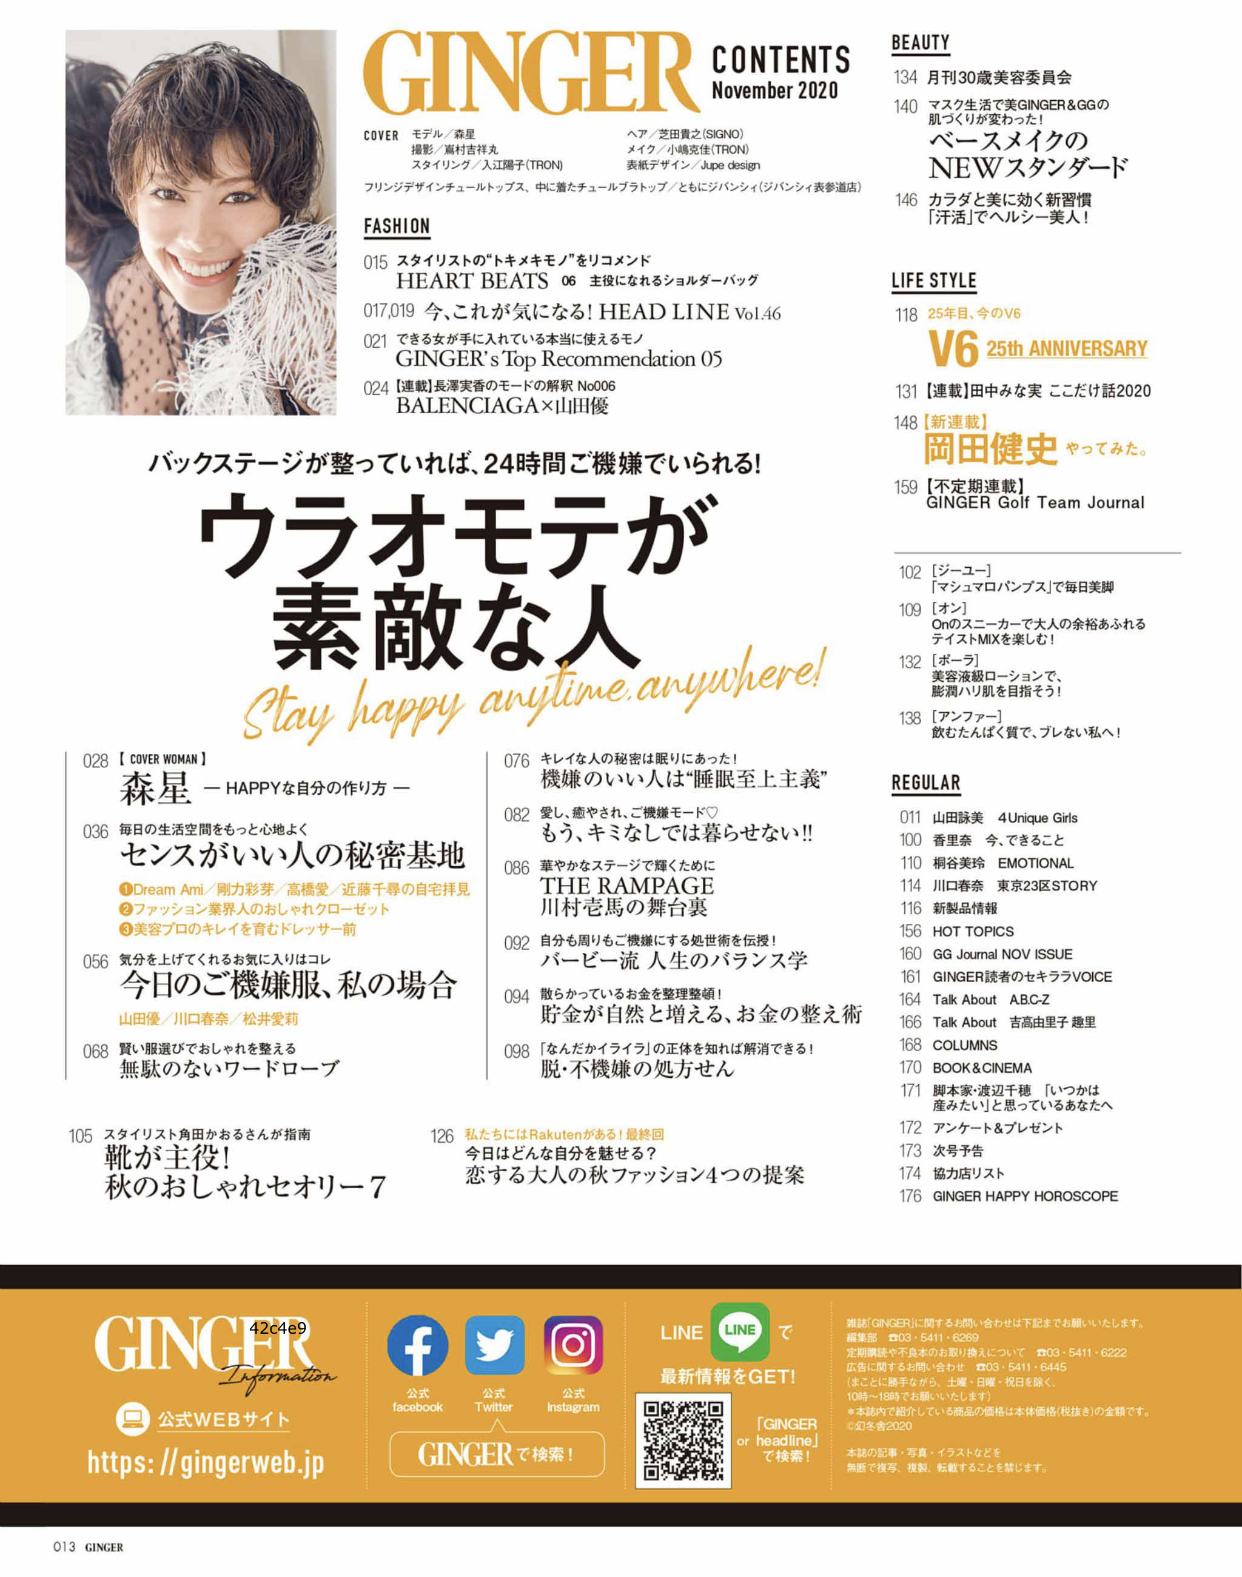 GINGER CONTENTS
November 2020
COVER モデル／森星
撮影／嶌村吉祥丸
スタイリング／入江陽子(TRON)
ヘア／芝田貴之(SIGNO)
メイク／小嶋克佳(TRON)
表紙デザイン／Jupe design
フリンジデザインチュールトップス、中に着たチュールブラトップ／ともにジバンシィ(ジバンシィ表参道店)
FASHION
015 スタイリストの“トキメキモノ”をリコメンド
HEART BEATS 06 主役になれるショルダーバッグ
017,019 今、これが気になる! HEAD LINE Vol.46
021 できる女が手に入れている本当に使えるモノ
GINGER's Top Recommendation 05
024 【連載】長澤実香のモードの解釈 No006
BALENCIAGA×山田優
バックステージが整っていれば、24時間ご機嫌でいられる!
ウラオモテが
素敵な人
Stay happy anytime, anywhere!
028 【 COVER WOMAN 】
森星 ― HAPPYな自分の作り方 ―
036 毎日の生活空間をもっと心地よく
センスがいい人の秘密基地
❶Dream Ami／剛力彩芽／高橋愛／近藤千尋の自宅拝見
❷ファッション業界人のおしゃれクローゼット
❸美容プロのキレイを育むドレッサー前
056 気分を上げてくれるお気に入りはコレ
今日のご機嫌服、私の場合
山田優／川口春奈／松井愛莉
068 賢い服選びでおしゃれを整える
無駄のないワードローブ
076 キレイな人の秘密は眠りにあった!
機嫌のいい人は“睡眠至上主義”
082 愛し、癒やされ、ご機嫌モード♡
もう、キミなしでは暮らせない!!
086 華やかなステージで輝くために
THE RAMPAGE
川村壱馬の舞台裏
092 自分も周りもご機嫌にする処世術を伝授!
バービー流 人生のバランス学
094 散らかっているお金を整理整頓!
貯金が自然と増える、お金の整え術
098 「なんだかイライラ」の正体を知れば解消できる!
脱・不機嫌の処方せん
105 スタイリスト角田かおるさんが指南
靴が主役!
秋のおしゃれセオリー7
126 私たちにはRakutenがある! 最終回
今日はどんな自分を魅せる?
恋する大人の秋ファッション4つの提案
BEAUTY
134 月刊30歳美容委員会
140 マスク生活で美GINGER&GGの
肌づくりが変わった!
ベースメイクの
NEWスタンダード
146 カラダと美に効く新習慣
「汗活」でヘルシー美人!
LIFE STYLE
118 25年目、今のV6
V6 25th ANNIVERSARY
131 【連載】田中みな実 ここだけ話2020
148 【新連載】
岡田健史 やってみた。
159 【不定期連載】
GINGER Golf Team Journal
102 [ジーユー]
「マシュマロパンプス」で毎日美脚
109 [オン]
Onのスニーカーで大人の余裕あふれる
テイストMIXを楽しむ!
132 [ポーラ]
美容液級ローションで、
膨潤ハリ肌を目指そう!
138 [アンファー]
飲むたんぱく質で、ブレない私へ!
REGULAR
011 山田詠美 4 Unique Girls
100 香里奈 今、できること
110 桐谷美玲 EMOTIONAL
114 川口春奈 東京23区STORY
116 新製品情報
156 HOT TOPICS
160 GG Journal NOV ISSUE
161 GINGER読者のセキララVOICE
164 Talk About A.B.C-Z
166 Talk About 吉高由里子 趣里
168 COLUMNS
170 BOOK & CINEMA
171 脚本家・渡辺千穂 「いつかは
産みたい」と思っているあなたへ
172 アンケート&プレゼント
173 次号予告
174 協力店リスト
176 GINGER HAPPY HOROSCOPE
GINGER
42c4e9
Information
公式WEBサイト
https://gingerweb.jp
公式
facebook
公式
Twitter
公式
Instagram
GINGERで検索!
LINE LINE で
最新情報をGET!
「GINGER
or headline」
で検索!
雑誌「GINGER」に関するお問い合わせは下記までお願いいたします。
編集部 ☎03・5411・6269
定期購読や不良本のお取り換えについて ☎03・5411・6222
広告に関するお問い合わせ ☎03・5411・6445
(まことに勝手ながら、土曜・日曜・祝日を除く、
10時〜18時でお願いいたします)
＊本誌内で紹介している商品の価格は本体価格(税抜き)の金額です。
©幻冬舎2020
本誌の記事・写真・イラストなどを
無断で複写、複製、転載することを禁じます。
013 GINGER